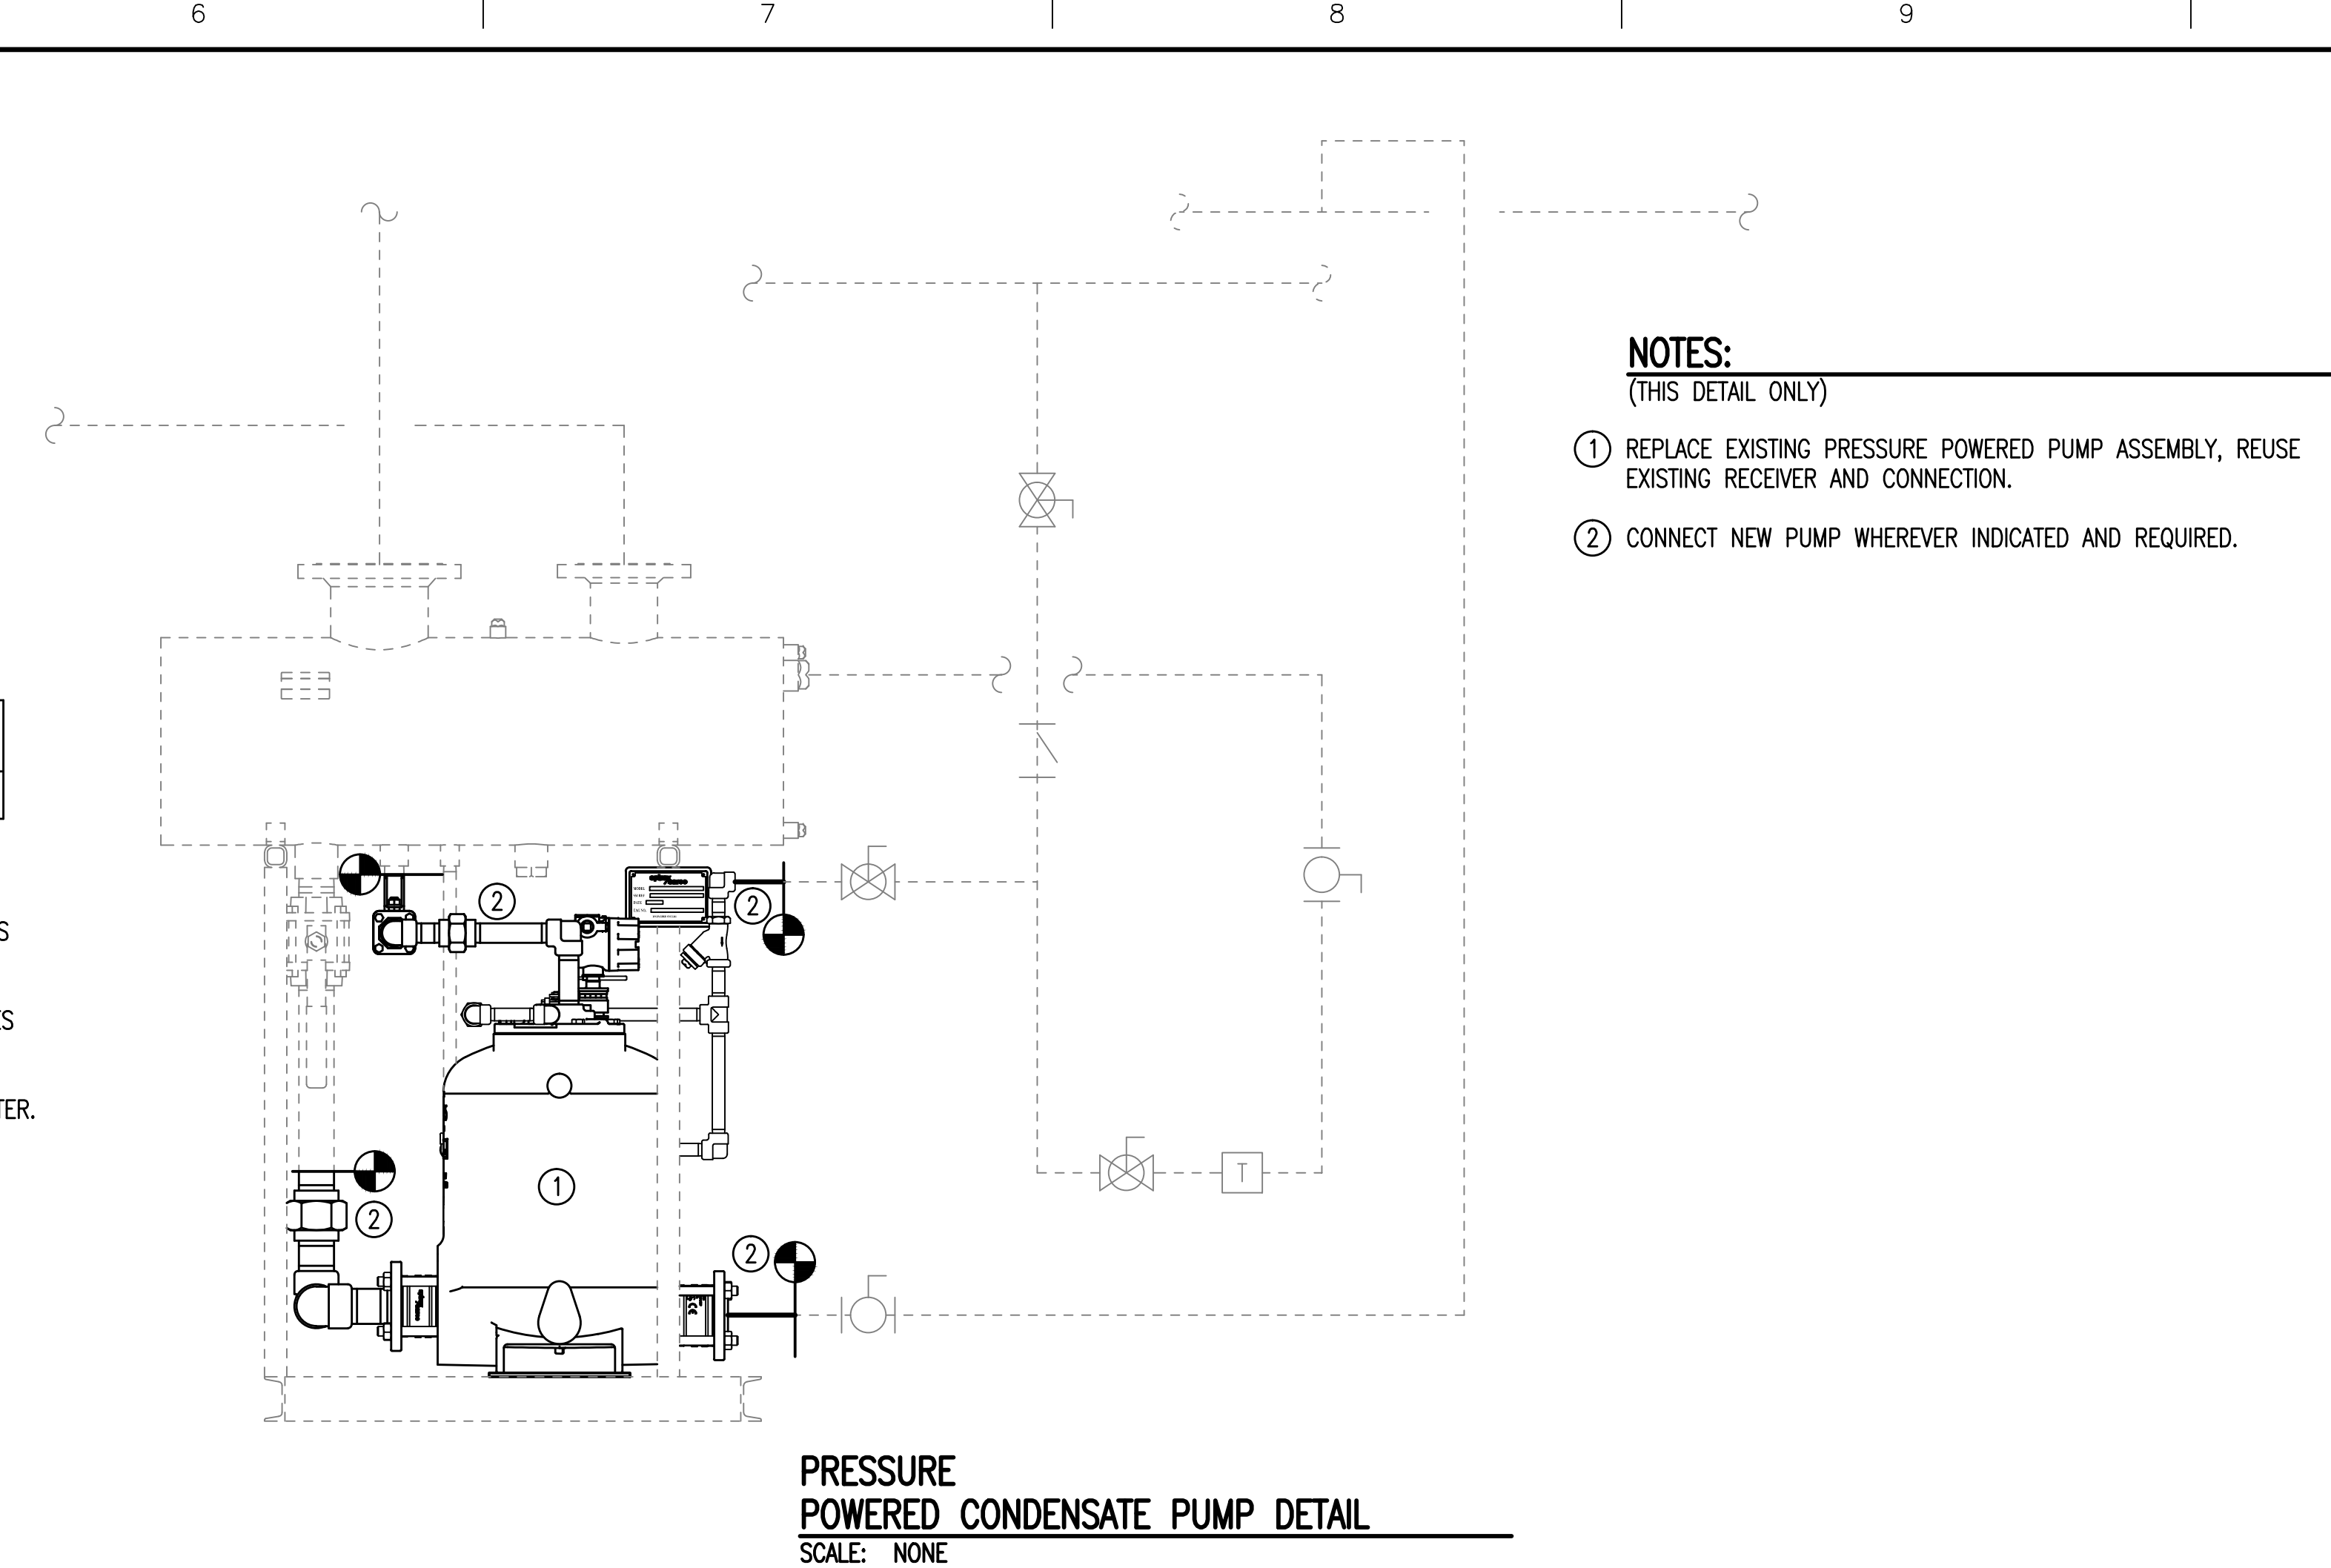 6 7 8 9
NOTES:
(THIS DETAIL ONLY)
1 REPLACE EXISTING PRESSURE POWERED PUMP ASSEMBLY, REUSE
EXISTING RECEIVER AND CONNECTION.
2 CONNECT NEW PUMP WHEREVER INDICATED AND REQUIRED.
2
2
S
ES
TER.
1
T
2
2
PRESSURE
POWERED CONDENSATE PUMP DETAIL
SCALE: NONE